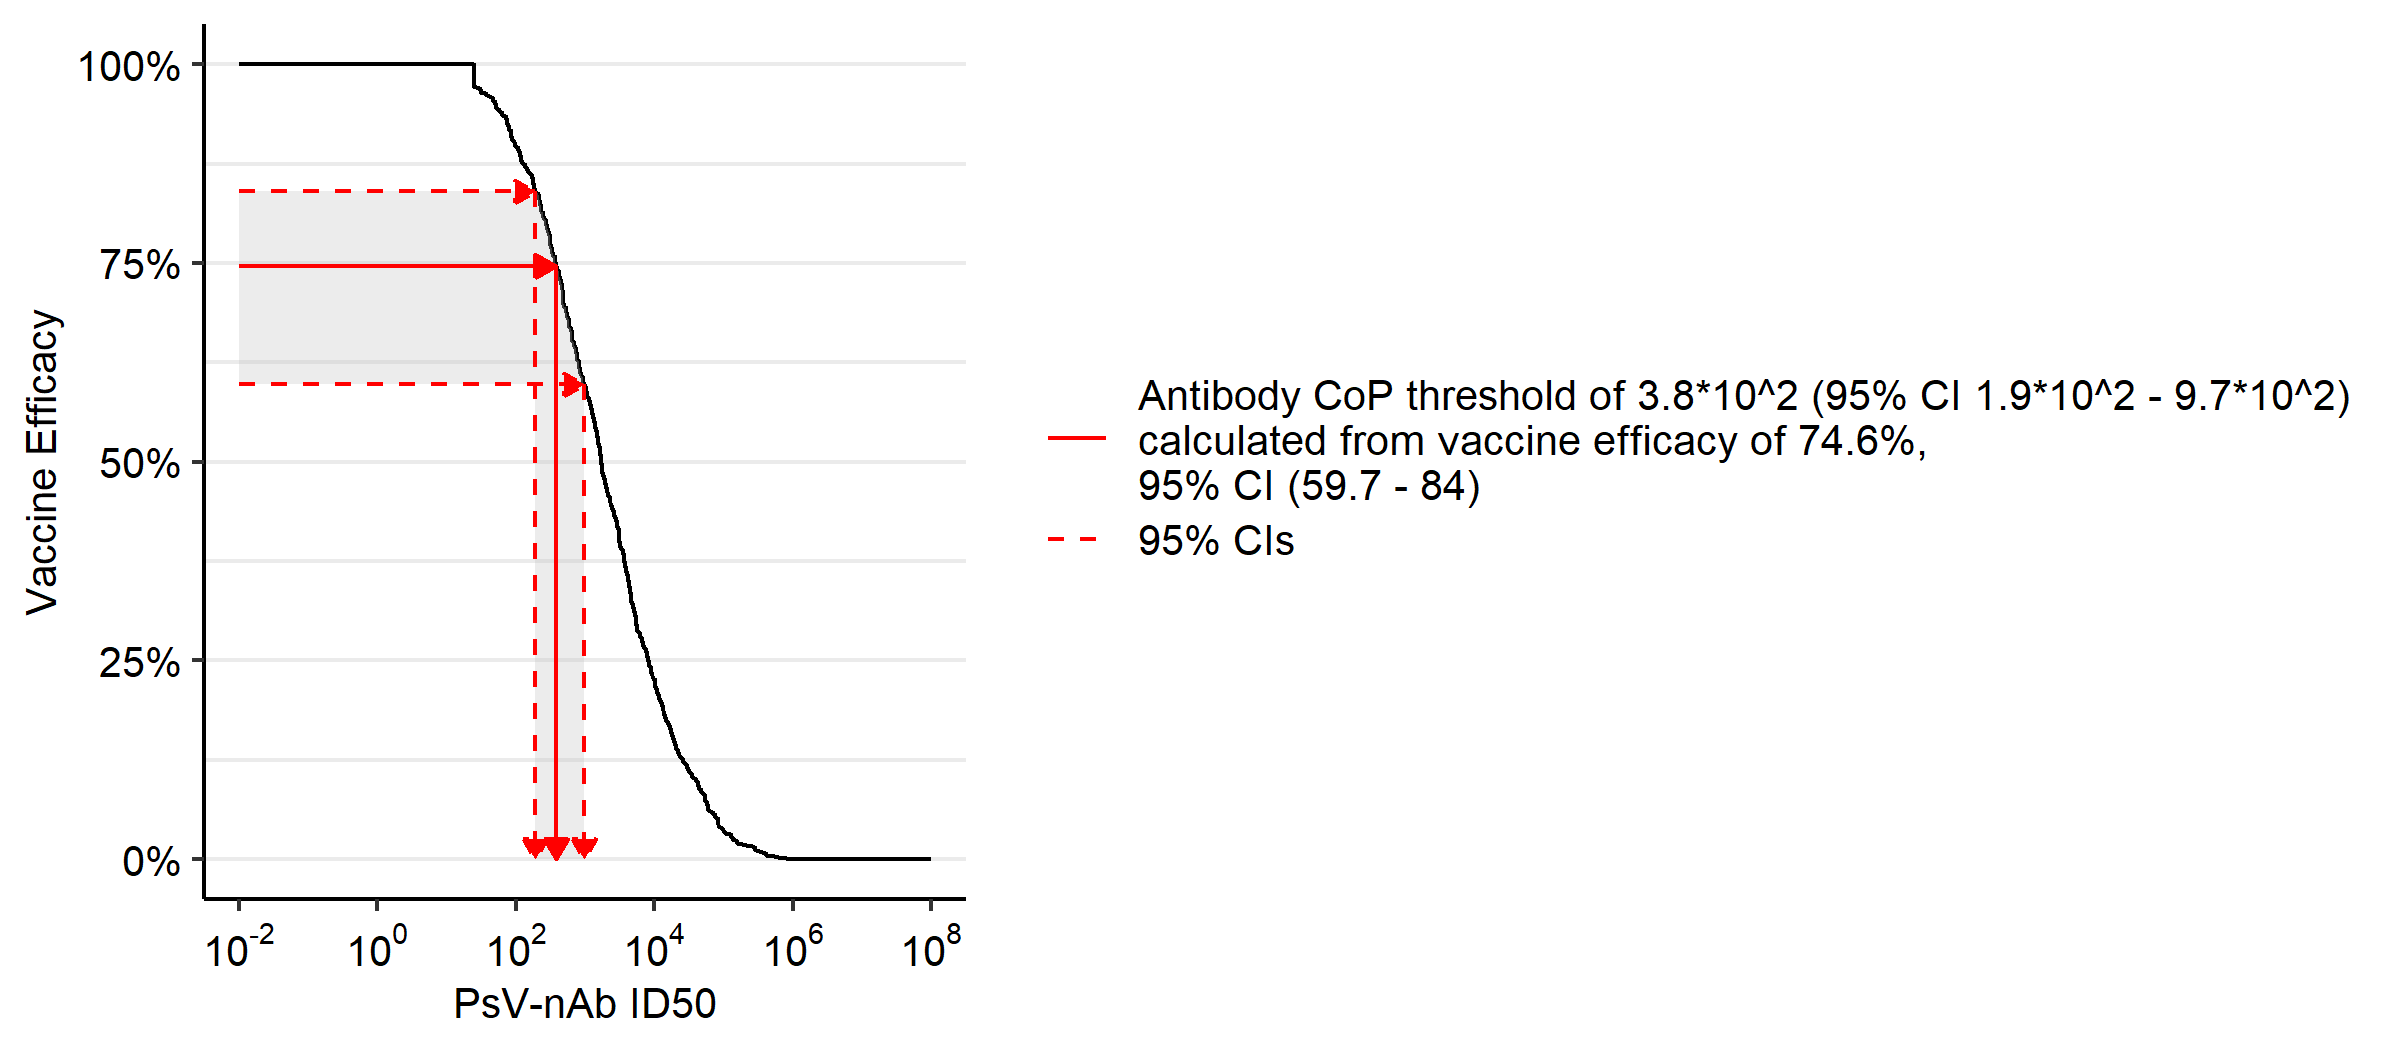 100%
75%
50%
25%
0%
Vaccine Efficacy
10^-2 10^0 10^2 10^4 10^6 10^8
PsV-nAb ID50
Antibody CoP threshold of 3.8*10^2 (95% CI 1.9*10^2 - 9.7*10^2)
calculated from vaccine efficacy of 74.6%,
95% CI (59.7 - 84)
95% CIs